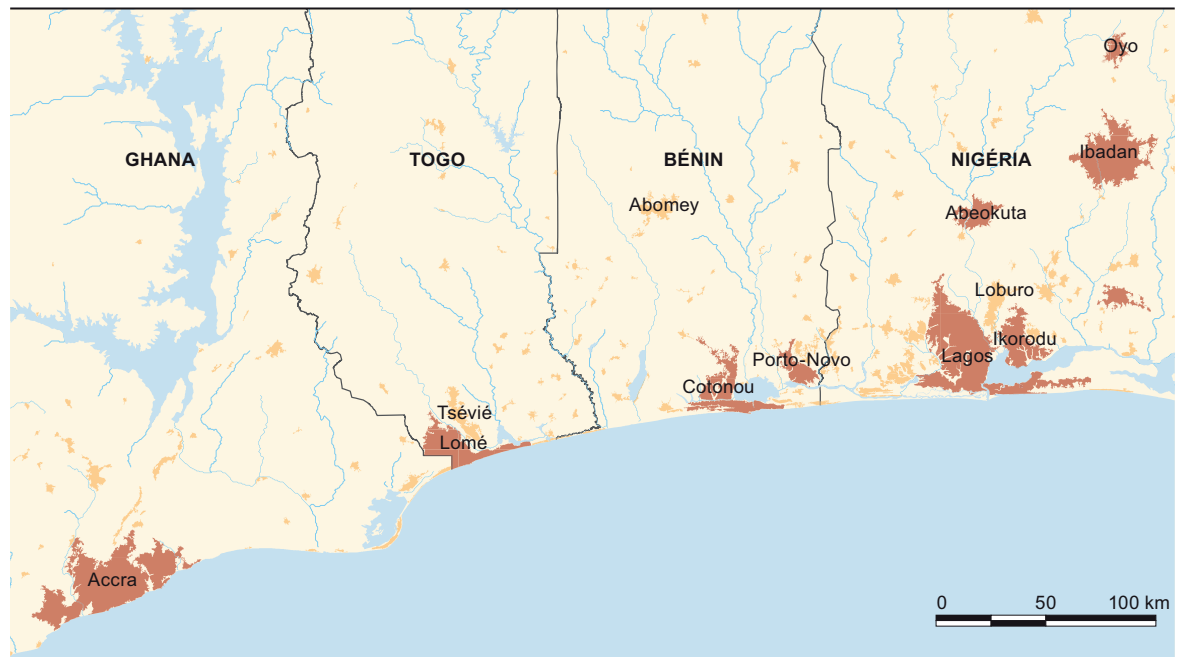 Oyo
Ibadan
GHANA
TOGO
BÉNIN
NIGÉRIA
Abomey
Abeokuta
Loburo
Ikorodu
Lagos
Porto-Novo
Cotonou
Tsévié
Lomé
Accra
0 50 100 km